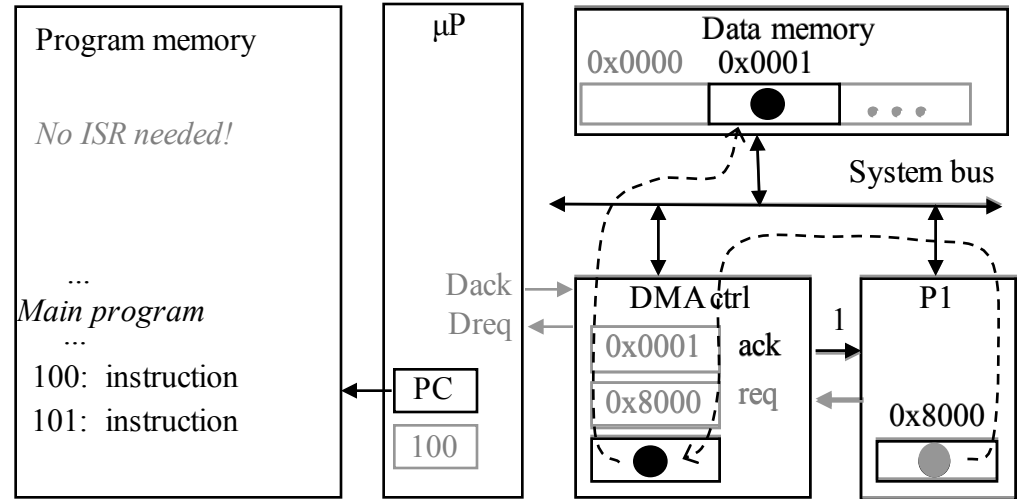 Program memory
No ISR needed!
...
Main program
...
100: instruction
101: instruction
μP
Dack
Dreq
PC
100
Data memory
0x0000 0x0001
System bus
DMA ctrl
0x0001
ack
0x8000
req
1
P1
0x8000